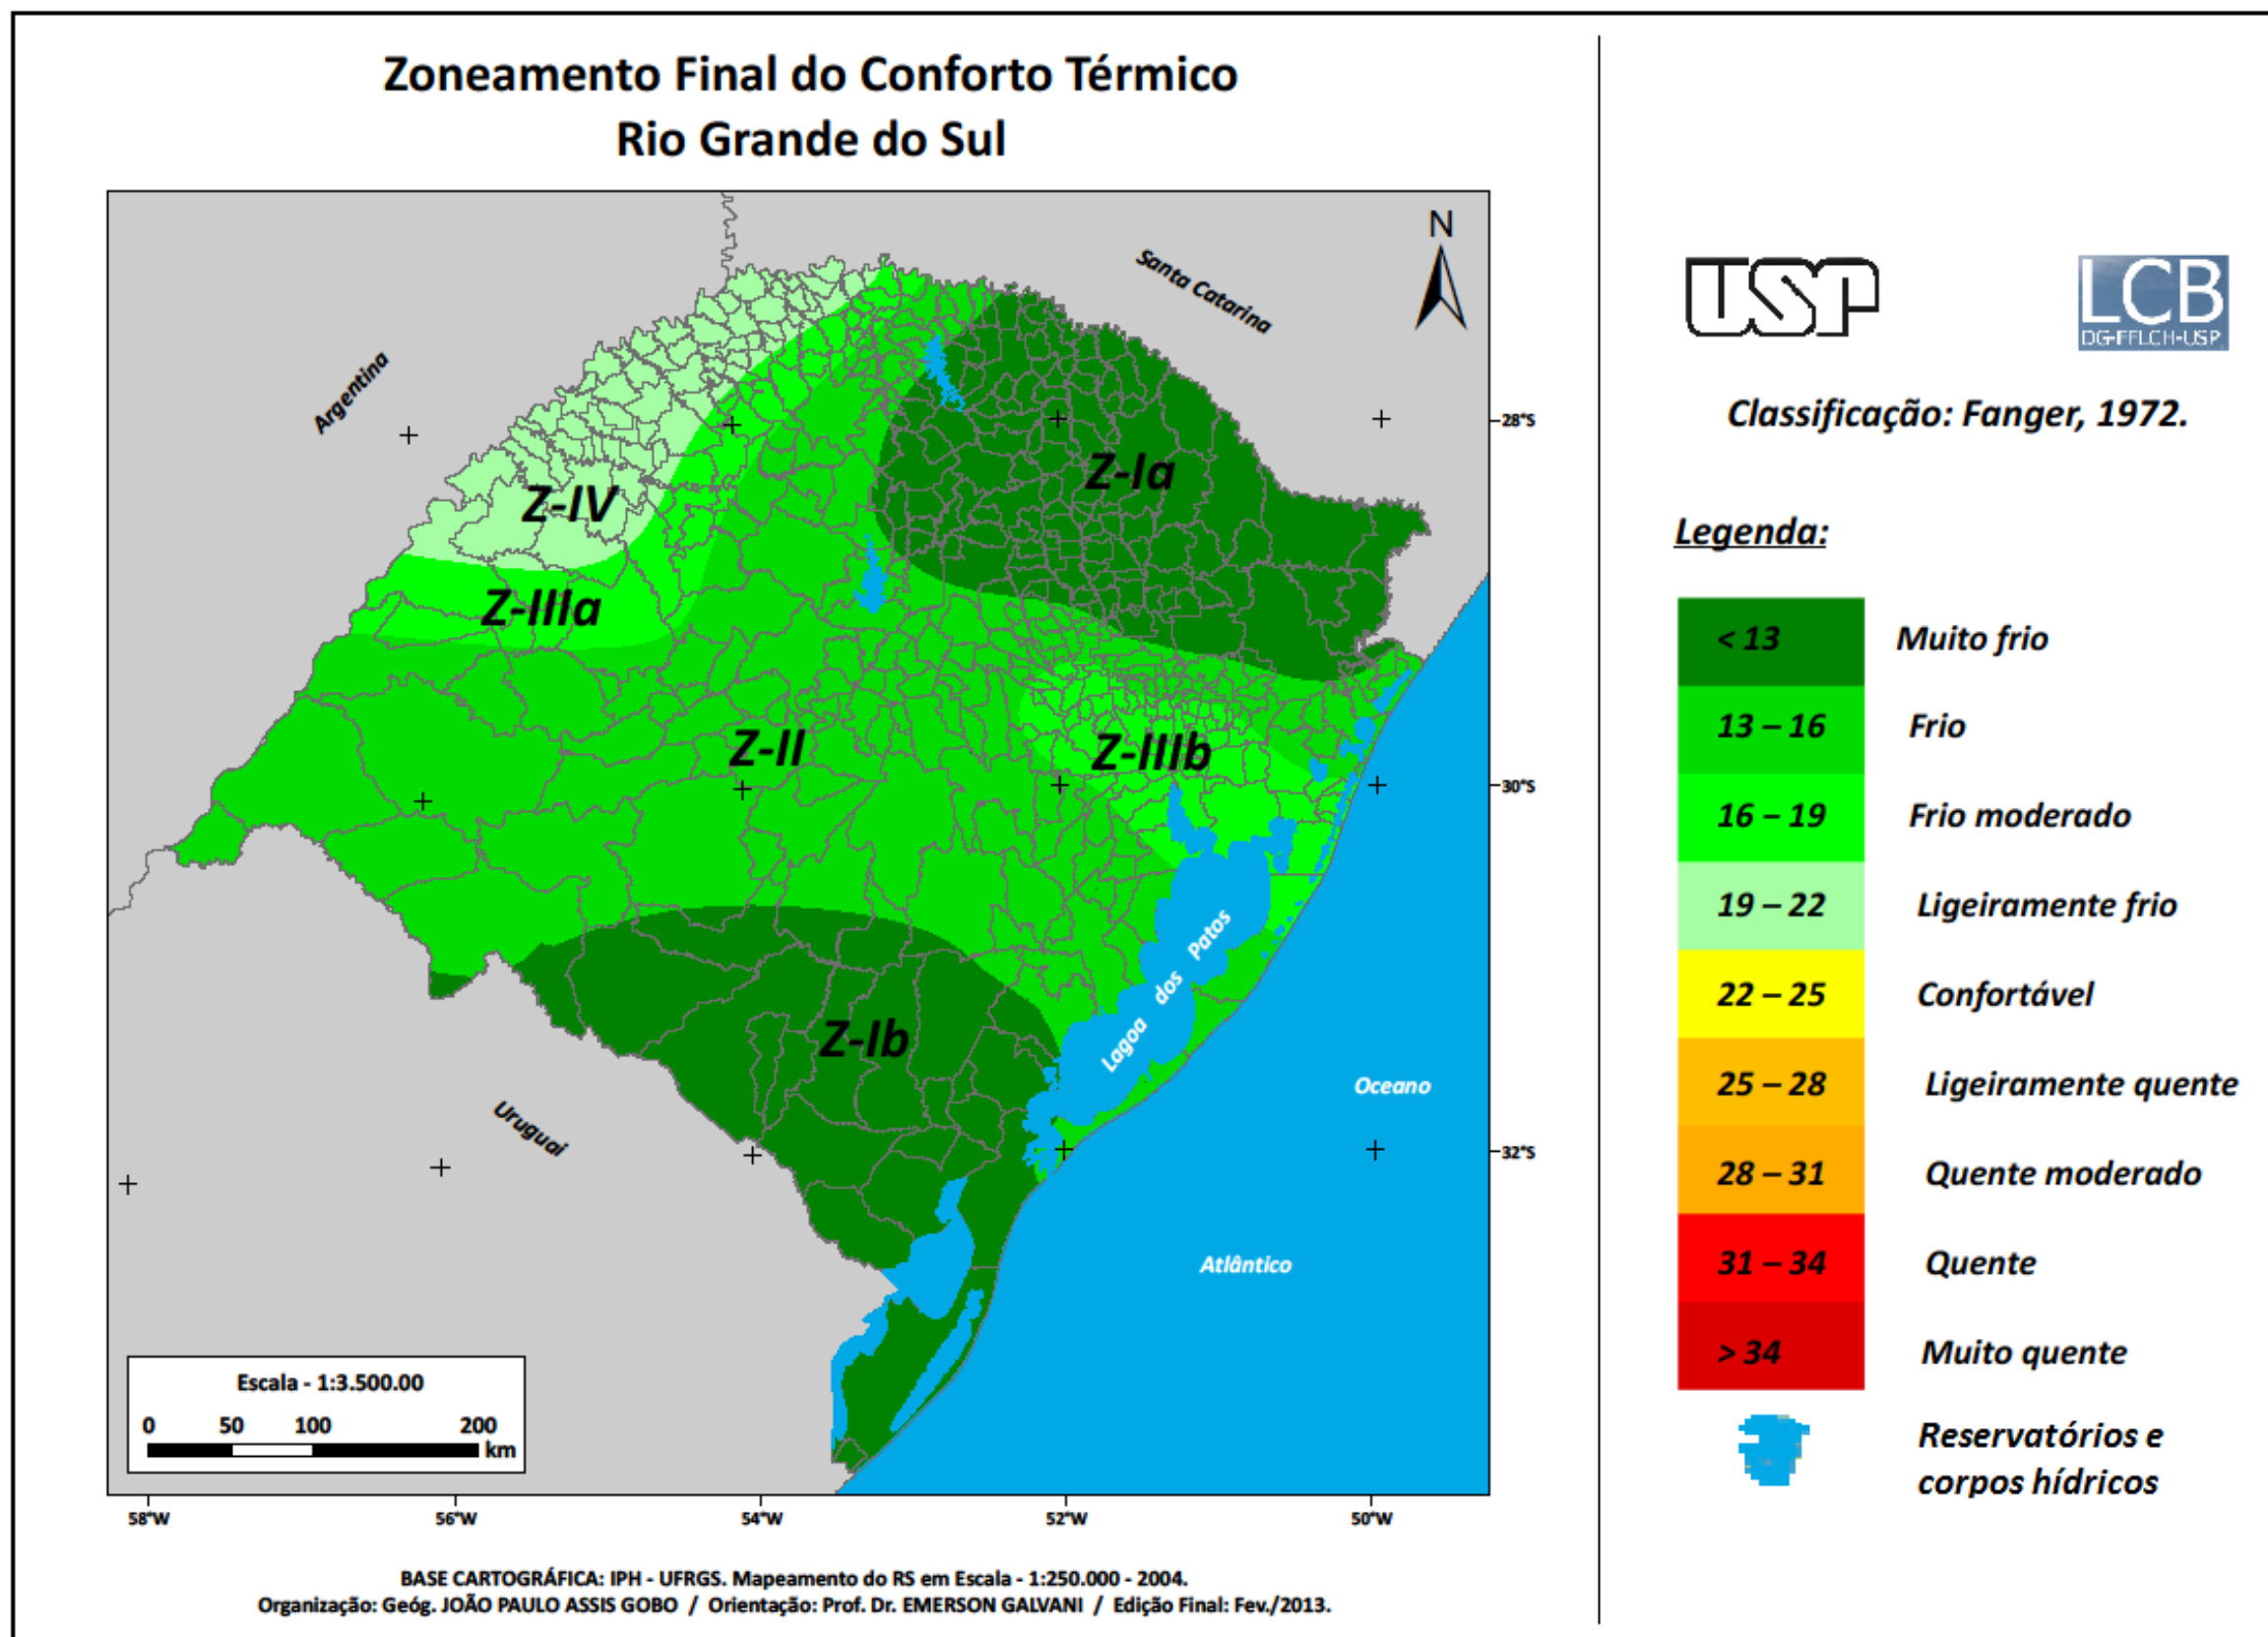 Zoneamento Final do Conforto Térmico
Rio Grande do Sul
N
Santa Catarina
Argentina
Z-Ia
Z-IV
Z-IIIa
Z-II
Z-IIIb
Z-Ib
Lagoa dos Patos
Uruguai
Oceano
Atlântico
28°S
30°S
32°S
Escala - 1:3.500.00
0 50 100 200
km
58°W 56°W 54°W 52°W 50°W
BASE CARTOGRÁFICA: IPH - UFRGS. Mapeamento do RS em Escala - 1:250.000 - 2004.
Organização: Geóg. JOÃO PAULO ASSIS GOBO / Orientação: Prof. Dr. EMERSON GALVANI / Edição Final: Fev./2013.
USP
LCB
DG-FFLCH-USP
Classificação: Fanger, 1972.
Legenda:
< 13 Muito frio
13 – 16 Frio
16 – 19 Frio moderado
19 – 22 Ligeiramente frio
22 – 25 Confortável
25 – 28 Ligeiramente quente
28 – 31 Quente moderado
31 – 34 Quente
> 34 Muito quente
Reservatórios e
corpos hídricos